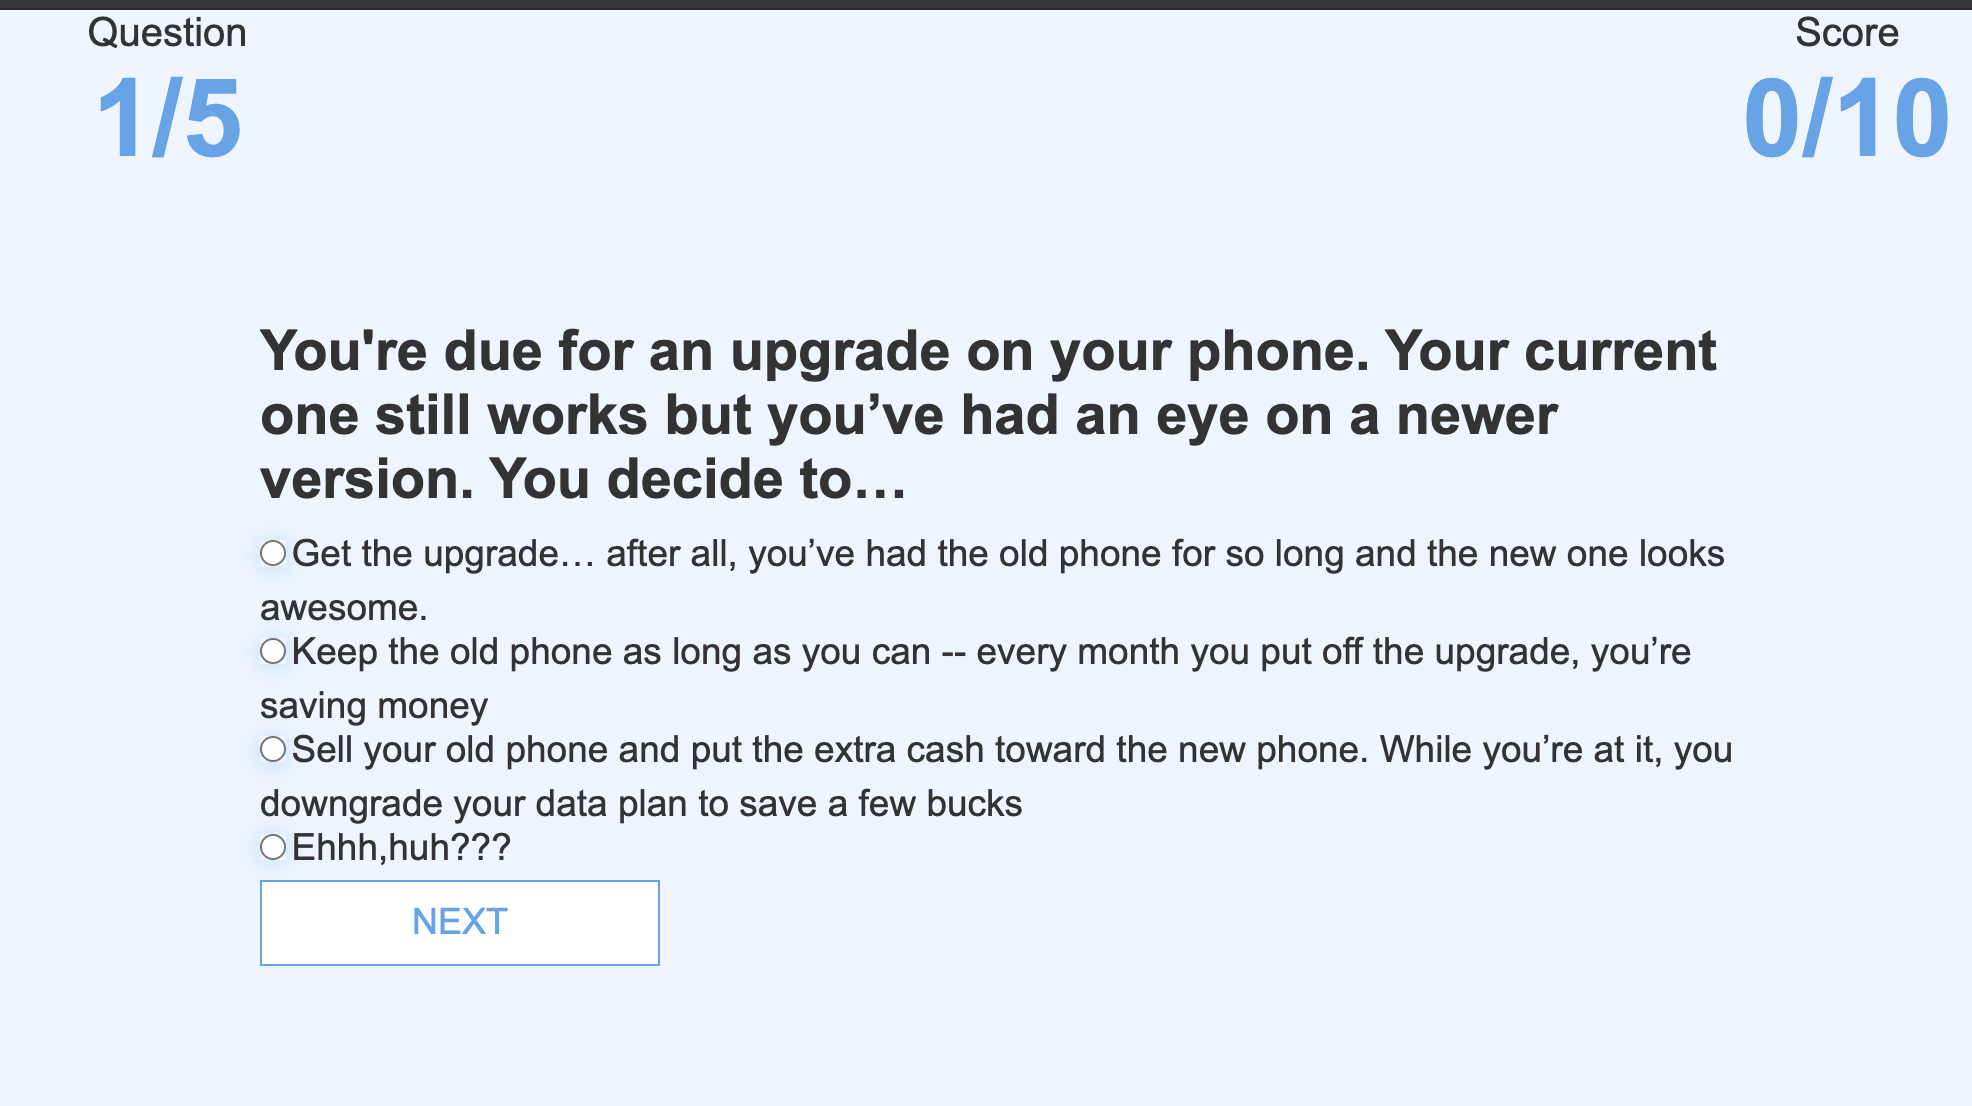 Question
Score
1/5
0/10
You're due for an upgrade on your phone. Your current
one still works but you’ve had an eye on a newer
version. You decide to…
Get the upgrade… after all, you’ve had the old phone for so long and the new one looks
awesome.
Keep the old phone as long as you can -- every month you put off the upgrade, you’re
saving money
Sell your old phone and put the extra cash toward the new phone. While you’re at it, you
downgrade your data plan to save a few bucks
Ehhh,huh???
NEXT